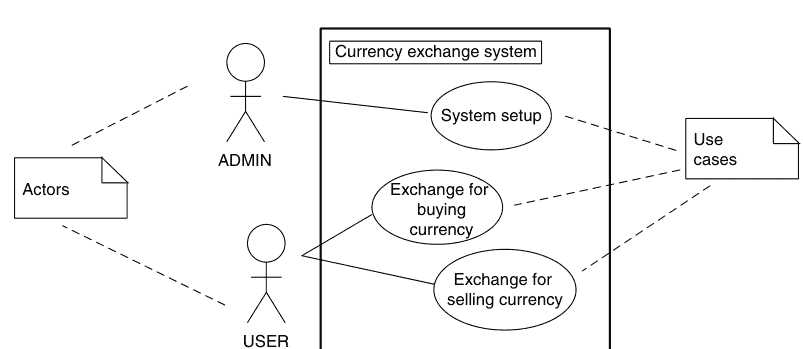 Currency exchange system
System setup
Use
cases
ADMIN
Actors
Exchange for
buying
currency
Exchange for
selling currency
USER